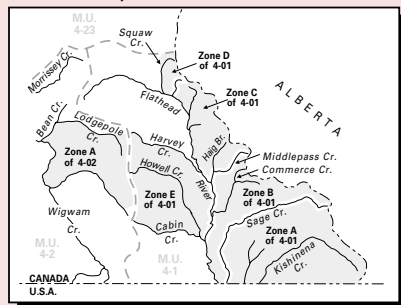 M.U.
4-23
Squaw
Cr.
Morrissey Cr.
Zone D
of 4-01
Flathead
Zone C
of 4-01
ALBERTA
Bean Cr.
Lodgepole
Cr.
Harvey
Cr.
Haig Br.
Zone A
of 4-02
Howell Cr.
River
Middlepass Cr.
Commerce Cr.
Zone E
of 4-01
Zone B
of 4-01
Wigwam
Cr.
Sage Cr.
Cabin
Cr.
Zone A
of 4-01
Kishinena
Cr.
M.U.
4-2
M.U.
4-1
CANADA
U.S.A.